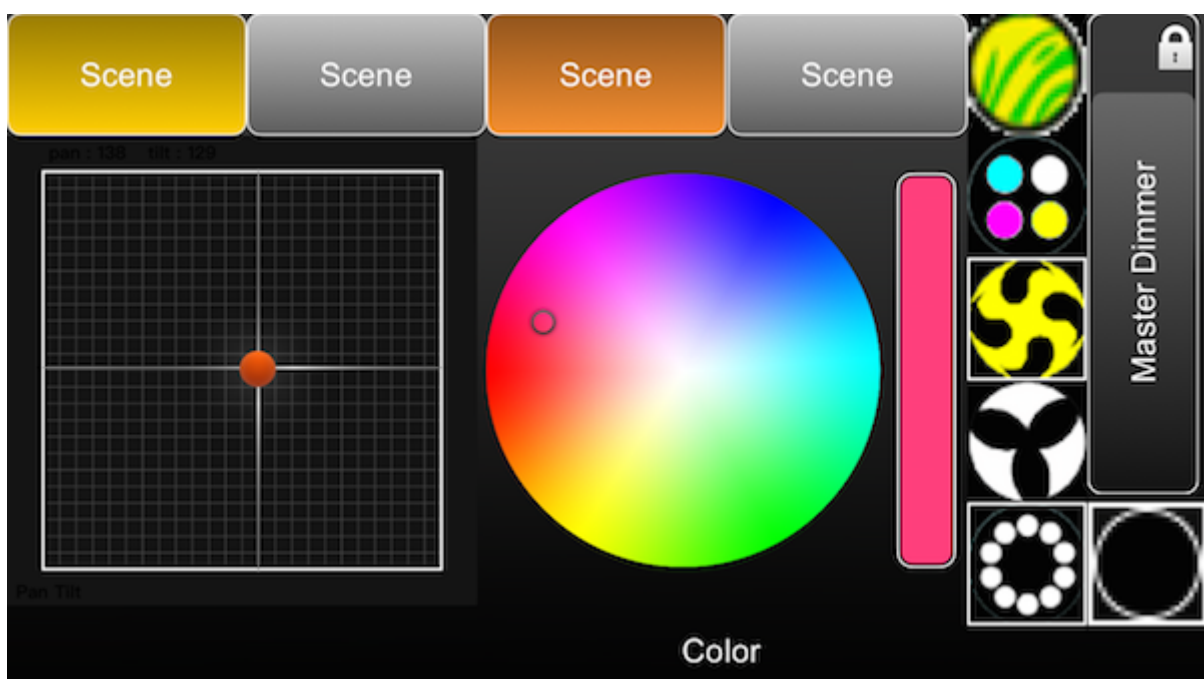 Scene
Scene
Scene
Scene
pan : 138 tilt : 129
Master Dimmer
Pan Tilt
Color